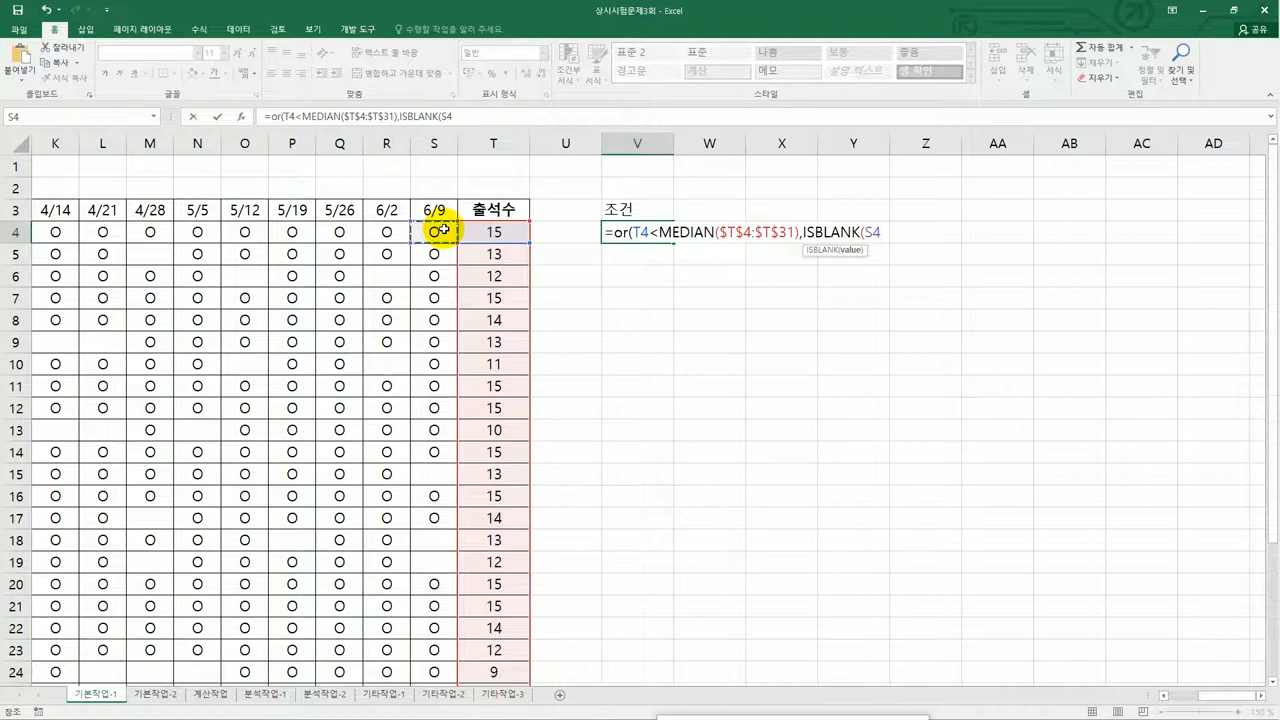 상시시험문제3회 - Excel
파일 홈 삽입 페이지 레이아웃 수식 데이터 검토 보기 개발 도구 수행할 작업을 알려 주세요. 공유
붙여넣기 잘라내기 복사 서식 복사 11 가 가 텍스트 줄 바꿈 병합하고 가운데 맞춤 일반 % 조건부 서식 표 서식 표준 2 표준 나쁨 보통 좋음 경고문 계산 메모 설명 텍스트 셀 확인 삽입 삭제 서식 자동 합계 채우기 지우기 정렬 및 필터 찾기 및 선택
클립보드 글꼴 맞춤 표시 형식 스타일 셀 편집
S4 fx =or(T4<MEDIAN($T$4:$T$31),ISBLANK(S4
K L M N O P Q R S T U V W X Y Z AA AB AC AD
1
2
3 4/14 4/21 4/28 5/5 5/12 5/19 5/26 6/2 6/9 출석수 조건
4 O O O O O O O O O 15 =or(T4<MEDIAN($T$4:$T$31),ISBLANK(S4
ISBLANK(value)
5 O O O O O O O O 13
6 O O O O O O 12
7 O O O O O O O O O 15
8 O O O O O O O O O 14
9 O O O O O O O 13
10 O O O O O O O 11
11 O O O O O O O O O 15
12 O O O O O O O O O 15
13 O O O O O O 10
14 O O O O O O O O O 15
15 O O O O O O O O 13
16 O O O O O O O O O 15
17 O O O O O O O O 14
18 O O O O O O O 13
19 O O O O O O O 12
20 O O O O O O O O O 15
21 O O O O O O O O O 15
22 O O O O O O O O O 14
23 O O O O O O O O O 12
24 O O O O O O 9
기본작업-1 기본작업-2 계산작업 분석작업-1 분석작업-2 기타작업-1 기타작업-2 기타작업-3
참조 150 %